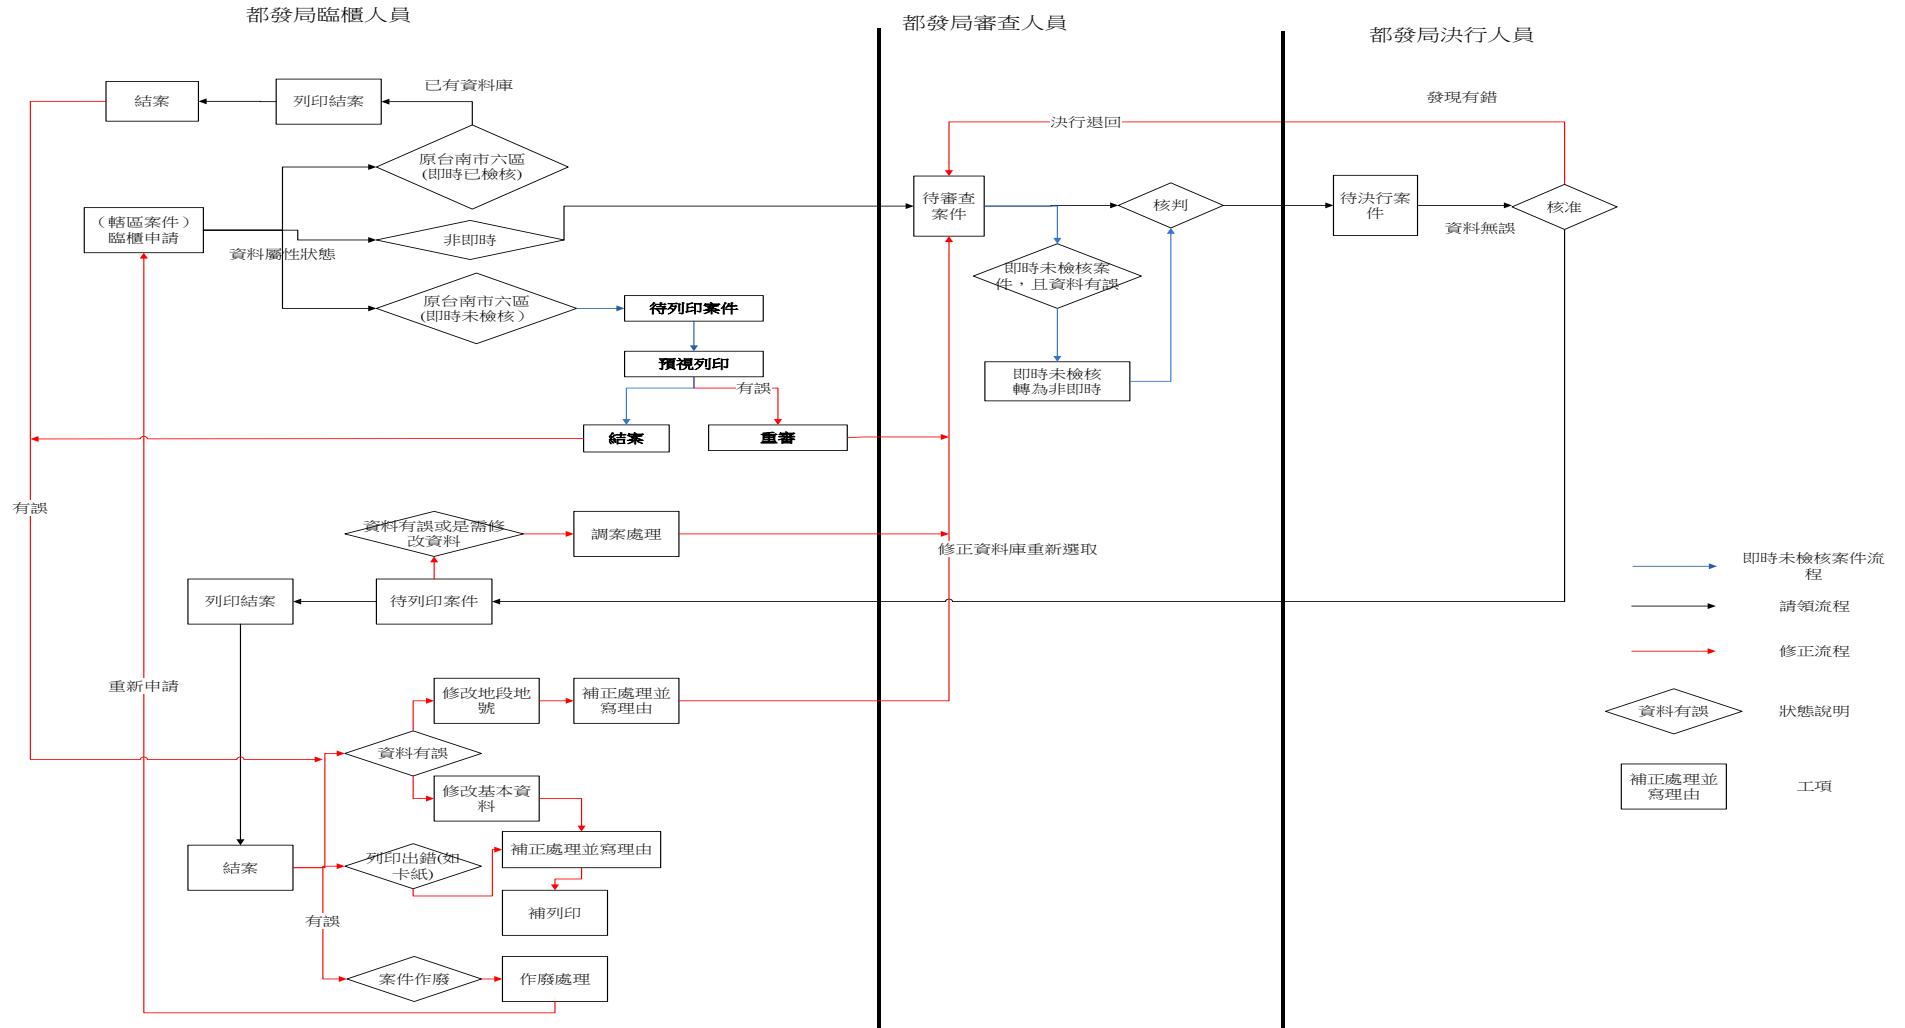 都發局臨櫃人員
都發局審查人員
都發局決行人員
結案
列印結案
已有資料庫
發現有錯
決行退回
原台南市六區
(即時已檢核)
(轄區案件)
臨櫃申請
資料屬性狀態
非即時
待審查
案件
核判
待決行案
件
資料無誤
核准
即時未檢核案
件，且資料有誤
原台南市六區
(即時未檢核)
待列印案件
預視列印
有誤
即時未檢核
轉為非即時
結案
重審
有誤
資料有誤或是需修
改資料
調案處理
修正資料庫重新選取
列印結案
待列印案件
即時未檢核案件流
程
請領流程
修正流程
重新申請
修改地段地
號
補正處理並
寫理由
資料有誤
狀態說明
資料有誤
修改基本資
料
補正處理並
寫理由
工項
結案
列印出錯(如
卡紙)
補正處理並寫理由
有誤
補列印
案件作廢
作廢處理